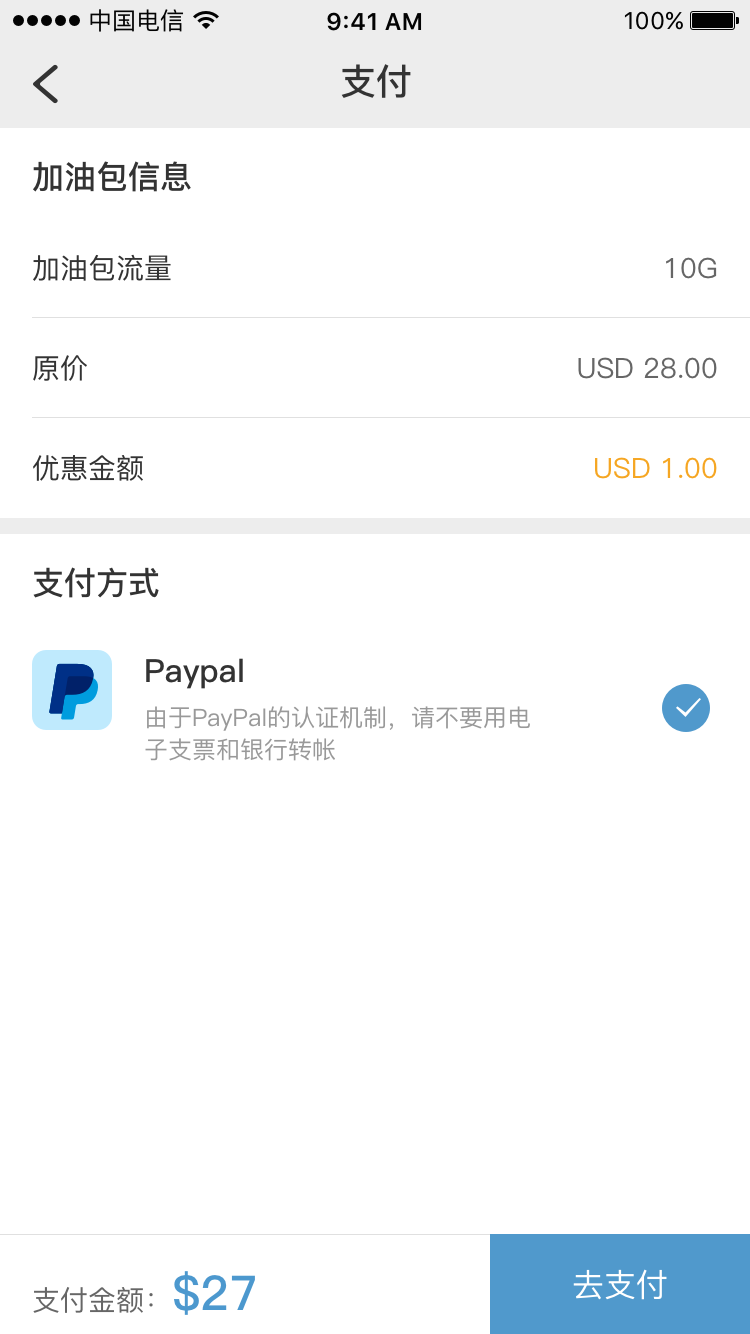 中国电信
9:41 AM
100%
支付
加油包信息
加油包流量
10G
原价
USD 28.00
优惠金额
USD 1.00
支付方式
Paypal
由于PayPal的认证机制，请不要用电
子支票和银行转帐
支付金额：
$27
去支付